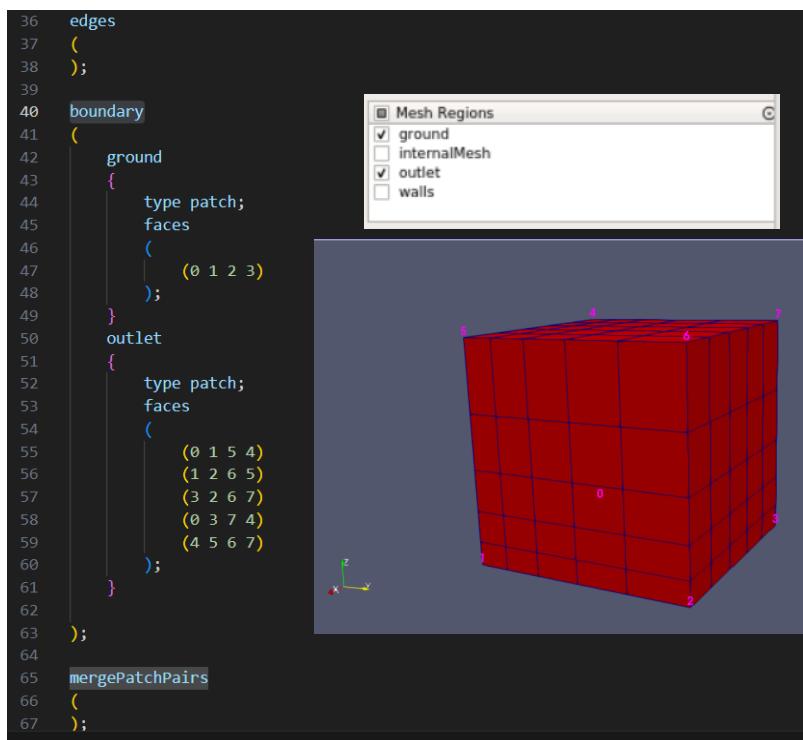 36 edges
37 (
38 );
39
40 boundary
41 (
42 ground
43 {
44 type patch;
45 faces
46 (
47 (0 1 2 3)
48 );
49 }
50 outlet
51 {
52 type patch;
53 faces
54 (
55 (0 1 5 4)
56 (1 2 6 5)
57 (3 2 6 7)
58 (0 3 7 4)
59 (4 5 6 7)
60 );
61 }
62
63 );
64
65 mergePatchPairs
66 (
67 );
Mesh Regions
ground
internalMesh
outlet
walls
4 7
5 6
0
3
1
2
Z
X Y